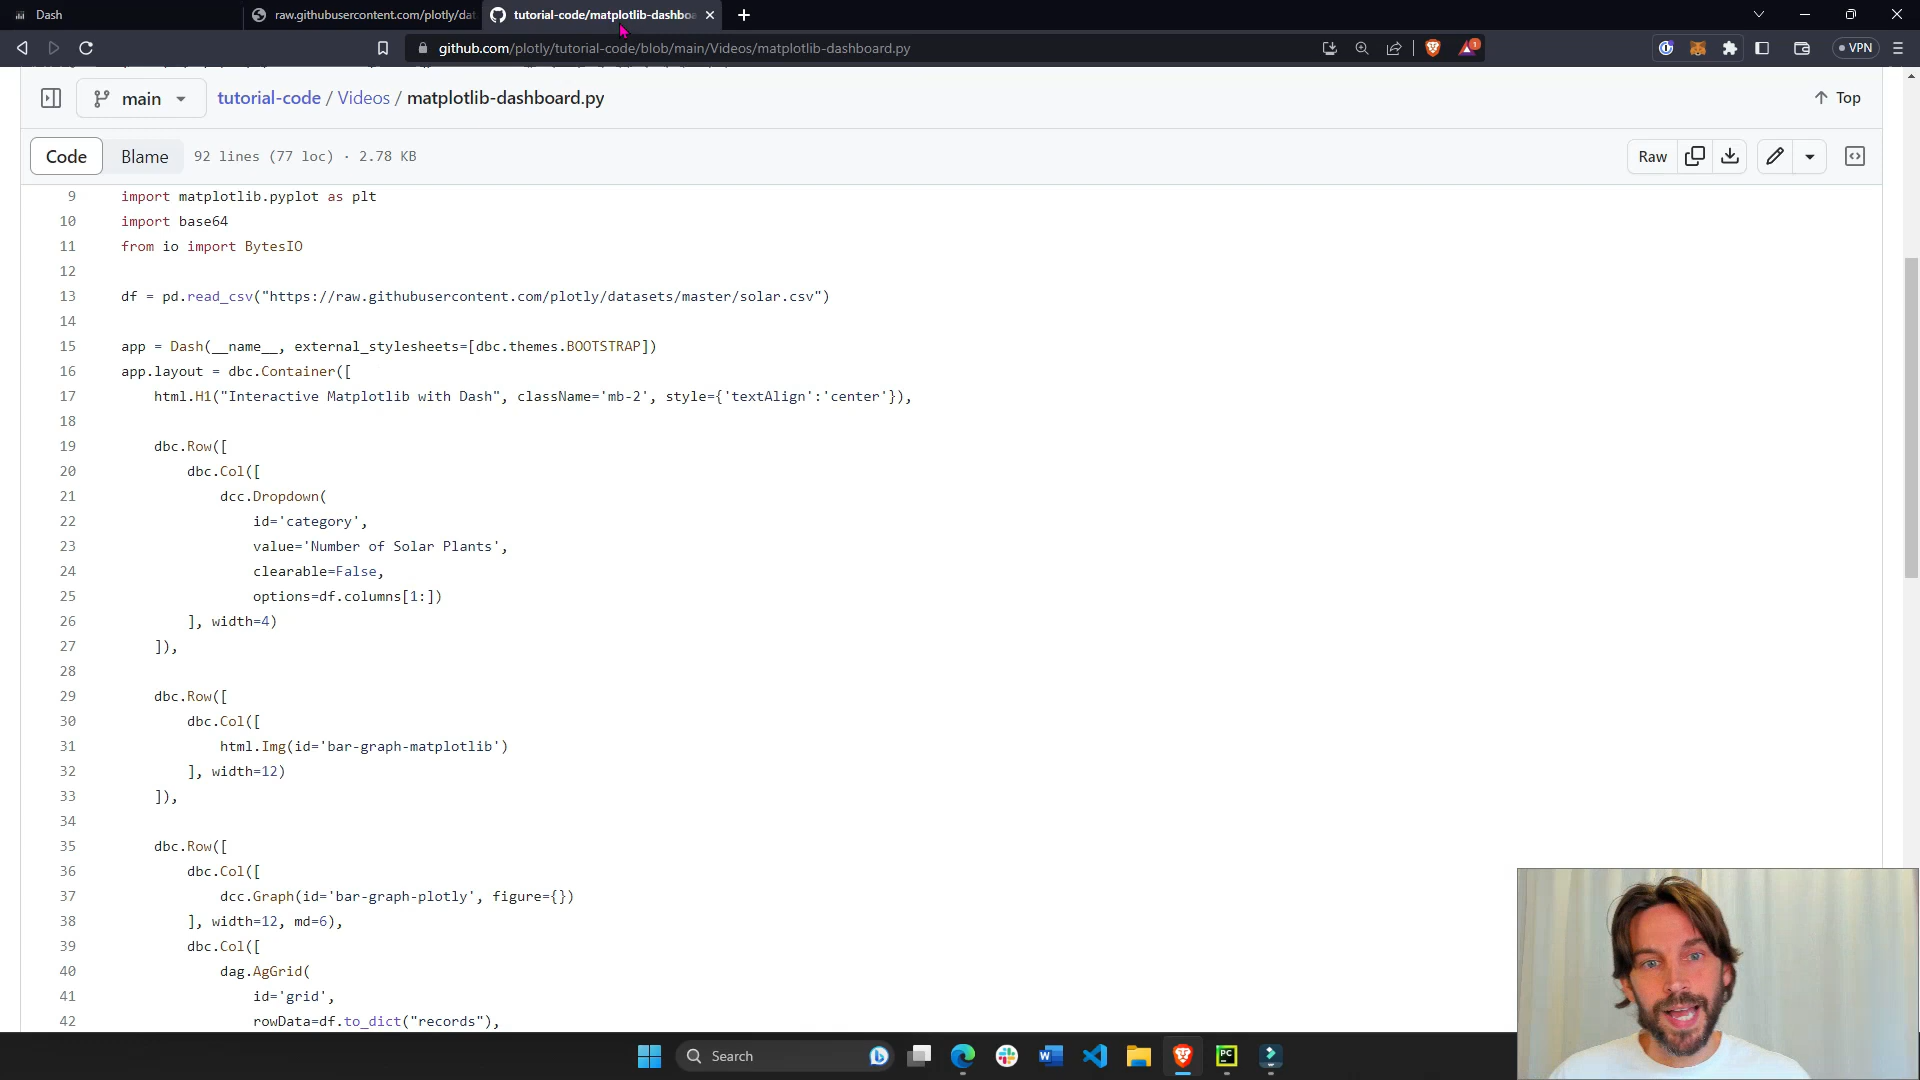 Dash
raw.githubusercontent.com/plotly/dat
tutorial-code/matplotlib-dashbo
github.com/plotly/tutorial-code/blob/main/Videos/matplotlib-dashboard.py
1
VPN
main
tutorial-code / Videos / matplotlib-dashboard.py
Top
Code
Blame
92 lines (77 loc) · 2.78 KB
Raw
9 import matplotlib.pyplot as plt
10 import base64
11 from io import BytesIO
12
13 df = pd.read_csv("https://raw.githubusercontent.com/plotly/datasets/master/solar.csv")
14
15 app = Dash(__name__, external_stylesheets=[dbc.themes.BOOTSTRAP])
16 app.layout = dbc.Container([
17 html.H1("Interactive Matplotlib with Dash", className='mb-2', style={'textAlign':'center'}),
18
19 dbc.Row([
20 dbc.Col([
21 dcc.Dropdown(
22 id='category',
23 value='Number of Solar Plants',
24 clearable=False,
25 options=df.columns[1:])
26 ], width=4)
27 ]),
28
29 dbc.Row([
30 dbc.Col([
31 html.Img(id='bar-graph-matplotlib')
32 ], width=12)
33 ]),
34
35 dbc.Row([
36 dbc.Col([
37 dcc.Graph(id='bar-graph-plotly', figure={})
38 ], width=12, md=6),
39 dbc.Col([
40 dag.AgGrid(
41 id='grid',
42 rowData=df.to_dict("records"),
Search